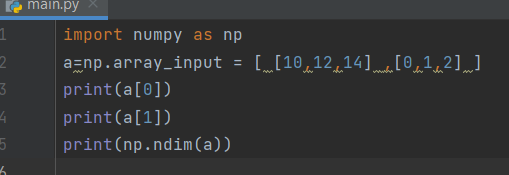 main.py
1 import numpy as np
2 a=np.array_input = [ [10,12,14] ,[0,1,2] ]
3 print(a[0])
4 print(a[1])
5 print(np.ndim(a))
6